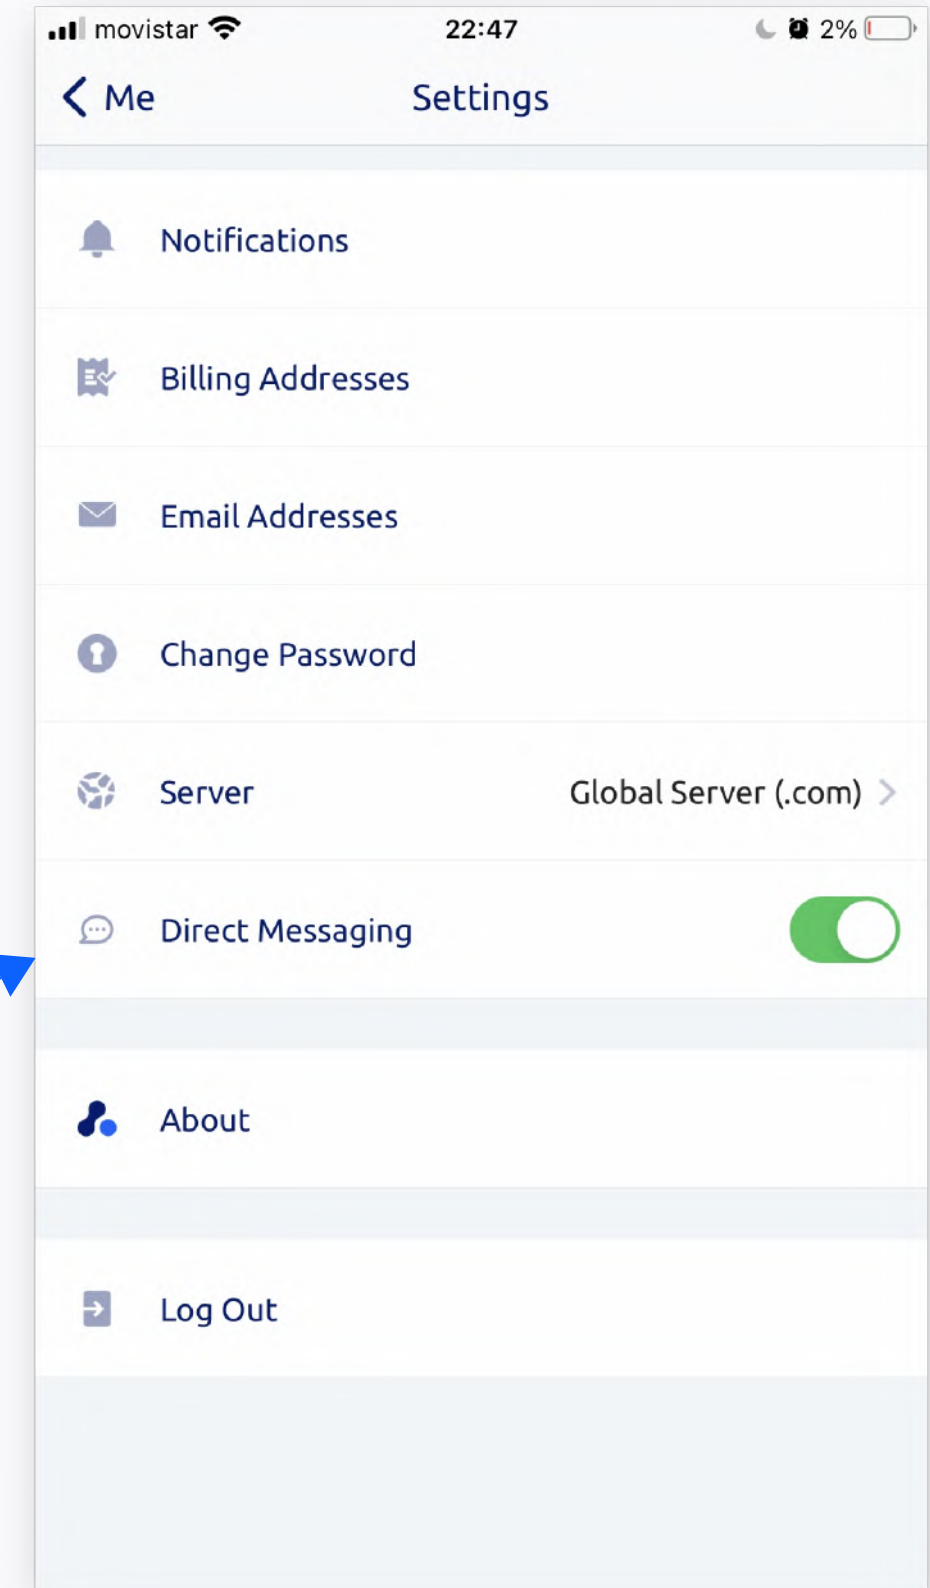 movistar 22:47 2%
Me Settings
Notifications
Billing Addresses
Email Addresses
Change Password
Server Global Server (.com)
Direct Messaging
About
Log Out